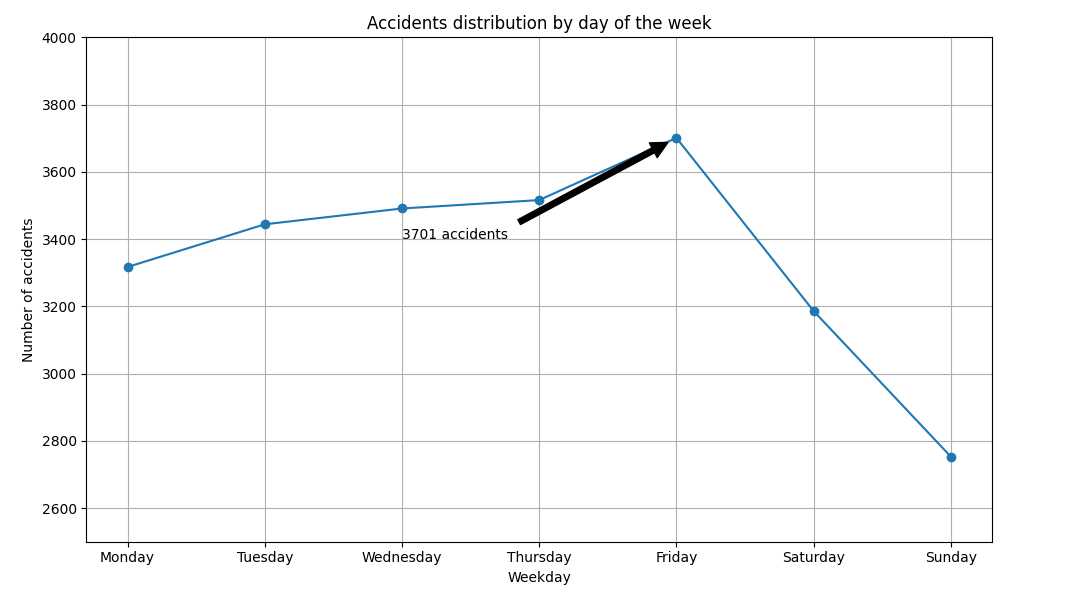 Accidents distribution by day of the week
4000
3800
3600
3400
3200
3000
2800
2600
Number of accidents
3701 accidents
Monday Tuesday Wednesday Thursday Friday Saturday Sunday
Weekday